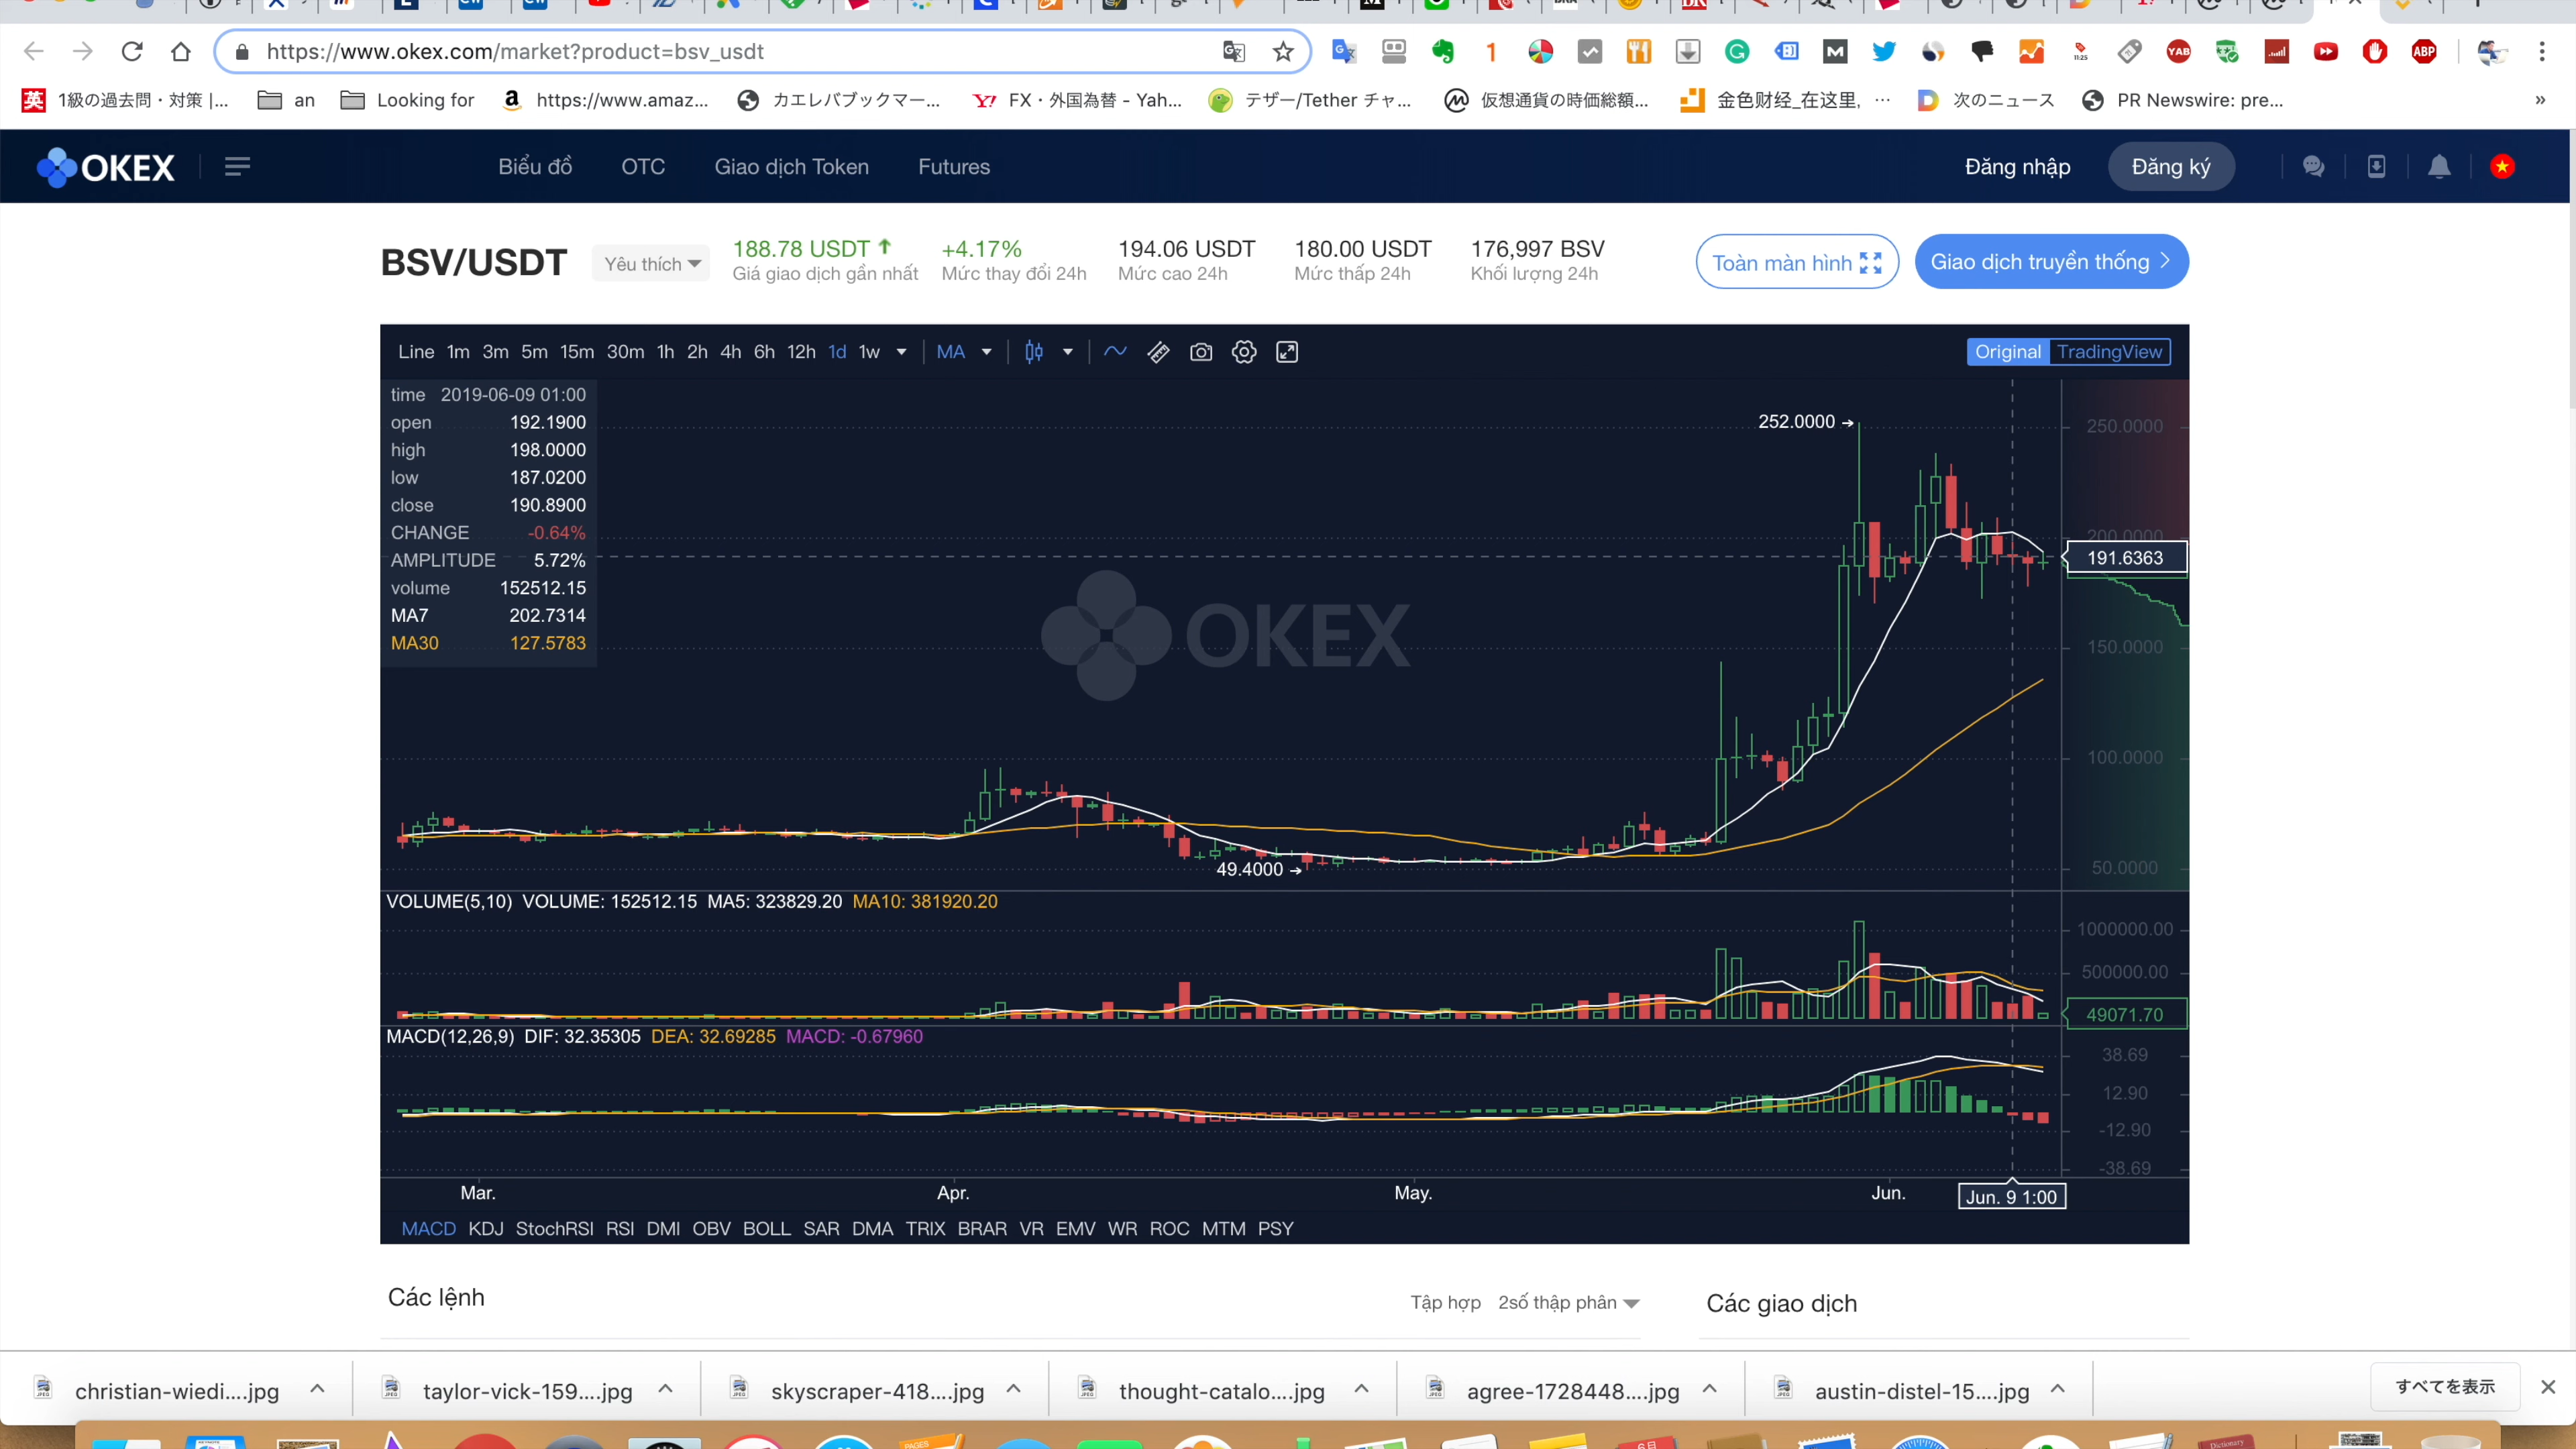 https://www.okex.com/market?product=bsv_usdt
英 1級の過去問・対策 |... an Looking for https://www.amaz... カエレバブックマー... Y! FX・外国為替 - Yah... テザー/Tether チャ... 仮想通貨の時価総額... 金色财经_在这里, ... 次のニュース PR Newswire: pre... »
OKEX Biểu đồ OTC Giao dịch Token Futures Đăng nhập Đăng ký
BSV/USDT Yêu thích 188.78 USDT +4.17% 194.06 USDT 180.00 USDT 176,997 BSV Toàn màn hình Giao dịch truyền thống
Giá giao dịch gần nhất Mức thay đổi 24h Mức cao 24h Mức thấp 24h Khối lượng 24h
Line 1m 3m 5m 15m 30m 1h 2h 4h 6h 12h 1d 1w MA Original TradingView
time 2019-06-09 01:00
open 192.1900
high 198.0000
low 187.0200
close 190.8900
CHANGE -0.64%
AMPLITUDE 5.72%
volume 152512.15
MA7 202.7314
MA30 127.5783
252.0000
250.0000
200.0000
191.6363
OKEX
150.0000
100.0000
49.4000
50.0000
VOLUME(5,10) VOLUME: 152512.15 MA5: 323829.20 MA10: 381920.20
1000000.00
500000.00
49071.70
MACD(12,26,9) DIF: 32.35305 DEA: 32.69285 MACD: -0.67960
38.69
12.90
-12.90
-38.69
Mar. Apr. May. Jun. Jun. 9 1:00
MACD KDJ StochRSI RSI DMI OBV BOLL SAR DMA TRIX BRAR VR EMV WR ROC MTM PSY
Các lệnh Tập hợp 2số thập phân Các giao dịch
christian-wiedi....jpg taylor-vick-159....jpg skyscraper-418....jpg thought-catalo....jpg agree-1728448....jpg austin-distel-15....jpg すべてを表示